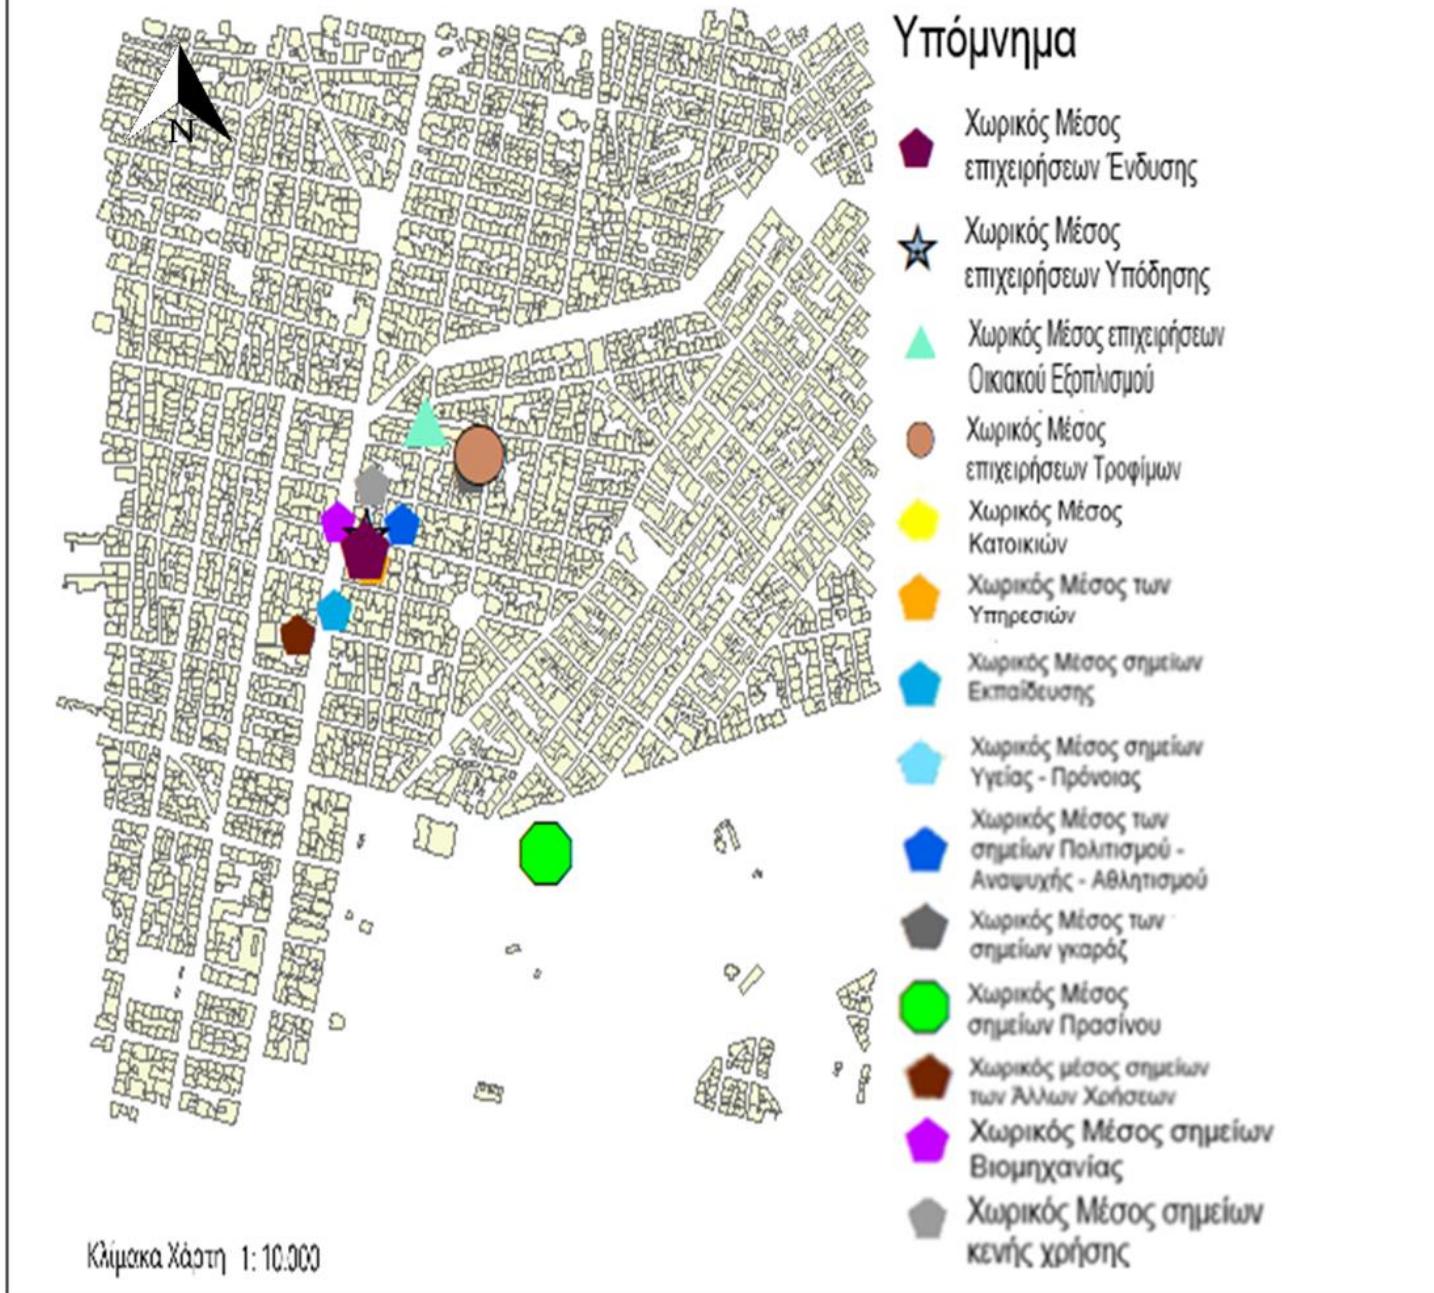 N
Υπόμνημα
Χωρικός Μέσος
επιχειρήσεων Ένδυσης
Χωρικός Μέσος
επιχειρήσεων Υπόδησης
Χωρικός Μέσος επιχειρήσεων
Οικιακού Εξοπλισμού
Χωρικός Μέσος
επιχειρήσεων Τροφίμων
Χωρικός Μέσος
Κατοικιών
Χωρικός Μέσος των
Υπηρεσιών
Χωρικός Μέσος σημείων
Εκπαίδευσης
Χωρικός Μέσος σημείων
Υγείας - Πρόνοιας
Χωρικός Μέσος των
σημείων Πολιτισμού -
Αναψυχής - Αθλητισμού
Χωρικός Μέσος των
σημείων γκαράζ
Χωρικός Μέσος
σημείων Πρασίνου
Χωρικός μέσος σημείων
των Άλλων Χρήσεων
Χωρικός Μέσος σημείων
Βιομηχανίας
Χωρικός Μέσος σημείων
κενής χρήσης
Κλίμακα Χάρτη 1: 10.000